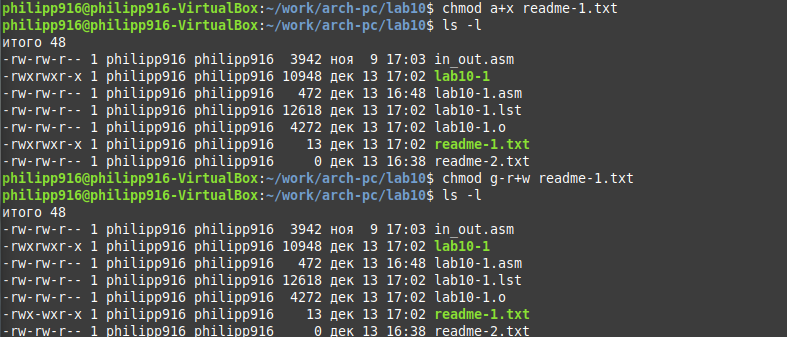 philipp916@philipp916-VirtualBox:~/work/arch-pc/lab10$ chmod a+x readme-1.txt
philipp916@philipp916-VirtualBox:~/work/arch-pc/lab10$ ls -l
итого 48
-rw-rw-r-- 1 philipp916 philipp916  3942 ноя  9 17:03 in_out.asm
-rwxrwxr-x 1 philipp916 philipp916 10948 дек 13 17:02 lab10-1
-rw-rw-r-- 1 philipp916 philipp916   472 дек 13 16:48 lab10-1.asm
-rw-rw-r-- 1 philipp916 philipp916 12618 дек 13 17:02 lab10-1.lst
-rw-rw-r-- 1 philipp916 philipp916  4272 дек 13 17:02 lab10-1.o
-rwxrwxr-x 1 philipp916 philipp916    13 дек 13 17:02 readme-1.txt
-rw-rw-r-- 1 philipp916 philipp916     0 дек 13 16:38 readme-2.txt
philipp916@philipp916-VirtualBox:~/work/arch-pc/lab10$ chmod g-r+w readme-1.txt
philipp916@philipp916-VirtualBox:~/work/arch-pc/lab10$ ls -l
итого 48
-rw-rw-r-- 1 philipp916 philipp916  3942 ноя  9 17:03 in_out.asm
-rwxrwxr-x 1 philipp916 philipp916 10948 дек 13 17:02 lab10-1
-rw-rw-r-- 1 philipp916 philipp916   472 дек 13 16:48 lab10-1.asm
-rw-rw-r-- 1 philipp916 philipp916 12618 дек 13 17:02 lab10-1.lst
-rw-rw-r-- 1 philipp916 philipp916  4272 дек 13 17:02 lab10-1.o
-rwx-wxr-x 1 philipp916 philipp916    13 дек 13 17:02 readme-1.txt
-rw-rw-r-- 1 philipp916 philipp916     0 дек 13 16:38 readme-2.txt